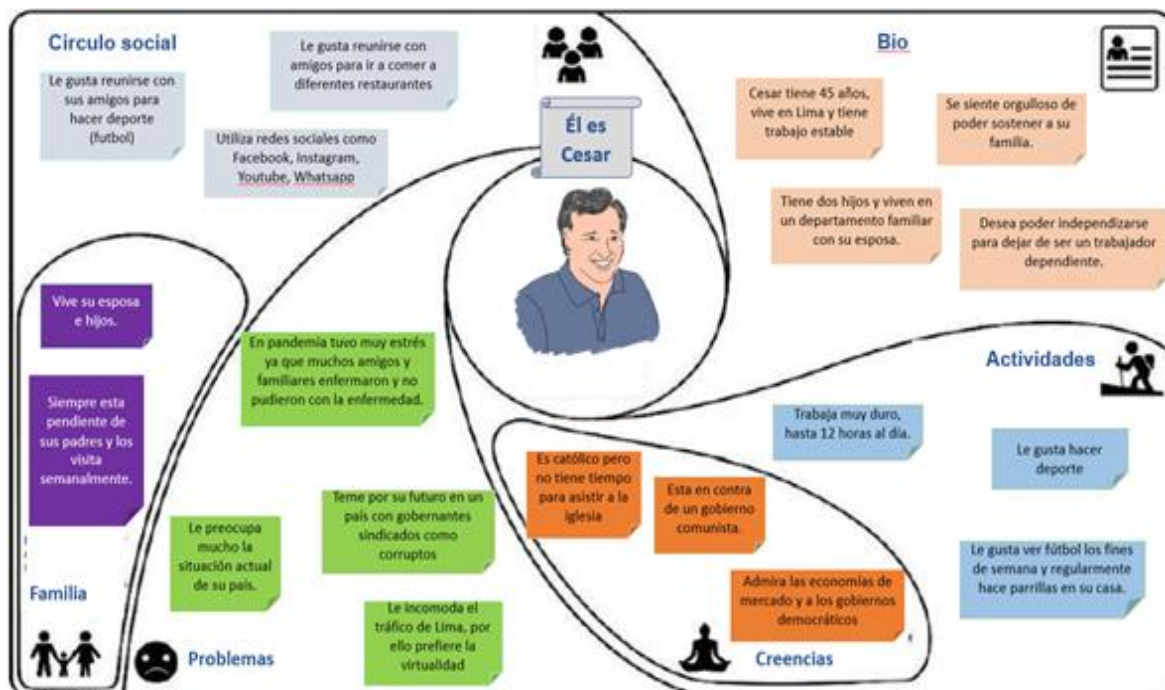 Circulo social
Le gusta reunirse con
sus amigos para
hacer deporte
(futbol)
Le gusta reunirse con
amigos para ir a comer a
diferentes restaurantes
Utiliza redes sociales como
Facebook, Instagram,
Youtube, Whatsapp
Él es
Cesar
Bio
Cesar tiene 45 años,
vive en Lima y tiene
trabajo estable
Se siente orgulloso de
poder sostener a su
familia.
Tiene dos hijos y viven en
un departamento familiar
con su esposa.
Desea poder independizarse
para dejar de ser un trabajador
dependiente.
Vive su esposa
e hijos.
Siempre esta
pendiente de
sus padres y los
visita
semanalmente.
Familia
En pandemia tuvo muy estrés
ya que muchos amigos y
familiares enfermaron y no
pudieron con la enfermedad.
Le preocupa
mucho la
situación actual
de su país.
Teme por su futuro en un
país con gobernantes
sindicados como
corruptos
Le incomoda el
tráfico de Lima, por
ello prefiere la
virtualidad
Problemas
Es católico pero
no tiene tiempo
para asistir a la
iglesia
Esta en contra
de un gobierno
comunista.
Admira las economías de
mercado y a los gobiernos
democráticos
Creencias
Actividades
Trabaja muy duro,
hasta 12 horas al día.
Le gusta hacer
deporte
Le gusta ver fútbol los fines
de semana y regularmente
hace parrillas en su casa.